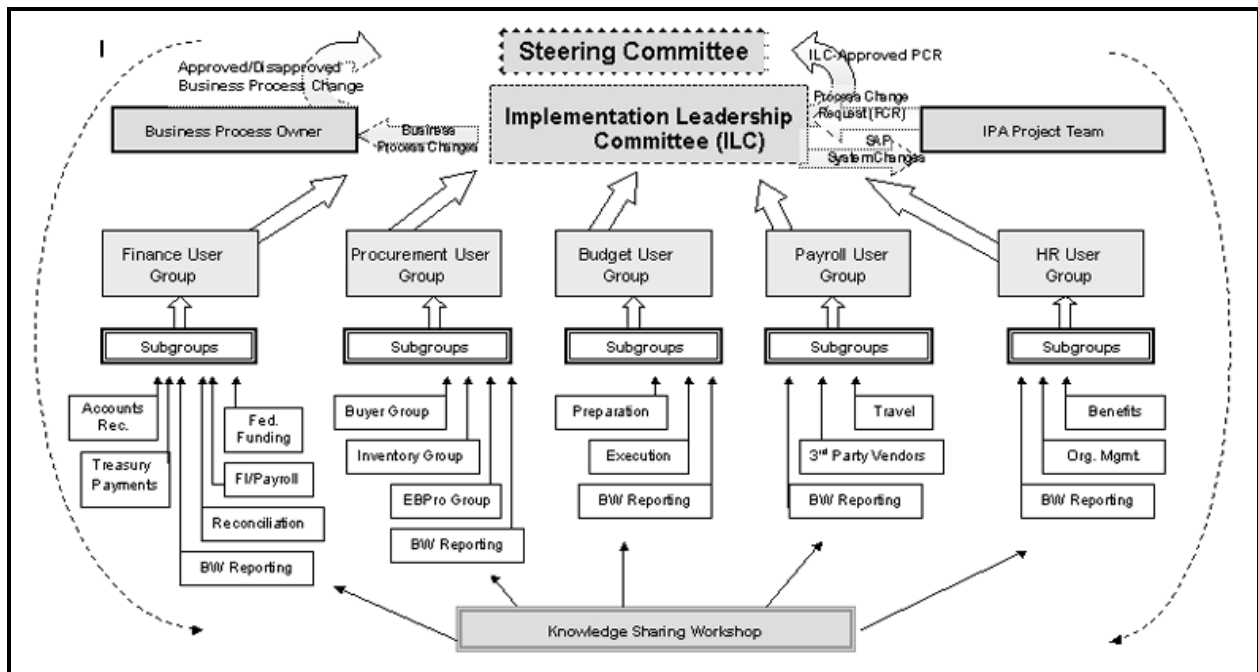 I
Steering Committee
Approved/Disapproved
Business Process Change
ILC-Approved PCR
Process Change
Request (PCR)
Implementation Leadership
Committee (ILC)
Business Process Owner
Business
Process Changes
SAP
System Changes
IPA Project Team
Finance User
Group
Procurement User
Group
Budget User
Group
Payroll User
Group
HR User
Group
Subgroups
Subgroups
Subgroups
Subgroups
Subgroups
Accounts
Rec.
Fed.
Funding
Treasury
Payments
FI/Payroll
Reconciliation
BW Reporting
Buyer Group
Inventory Group
EBPro Group
BW Reporting
Preparation
Execution
BW Reporting
Travel
3rd Party Vendors
BW Reporting
Benefits
Org. Mgmt.
BW Reporting
Knowledge Sharing Workshop